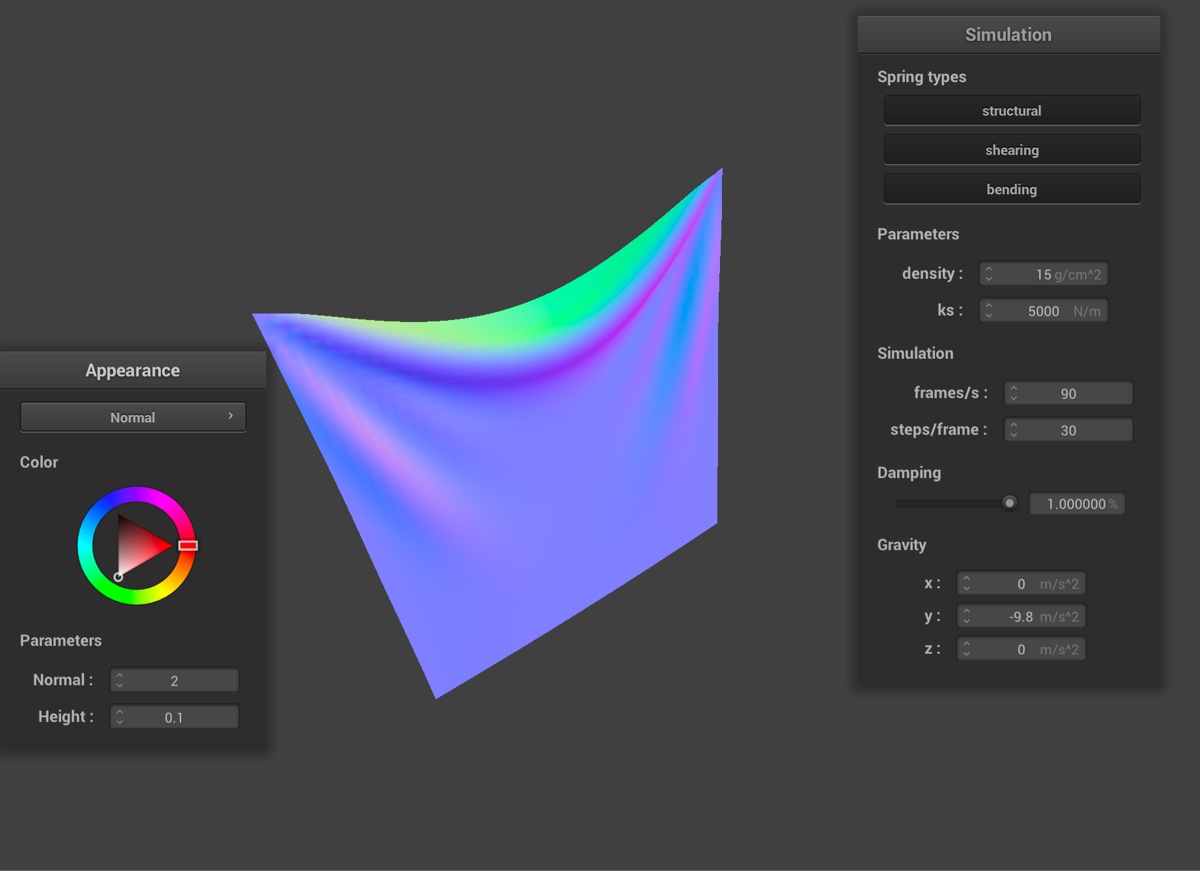 Simulation
Spring types
structural
shearing
bending
Parameters
density : 15 g/cm^2
ks : 5000 N/m
Simulation
frames/s : 90
steps/frame : 30
Damping
1.000000 %
Gravity
x : 0 m/s^2
y : -9.8 m/s^2
z : 0 m/s^2
Appearance
Normal
Color
Parameters
Normal : 2
Height : 0.1